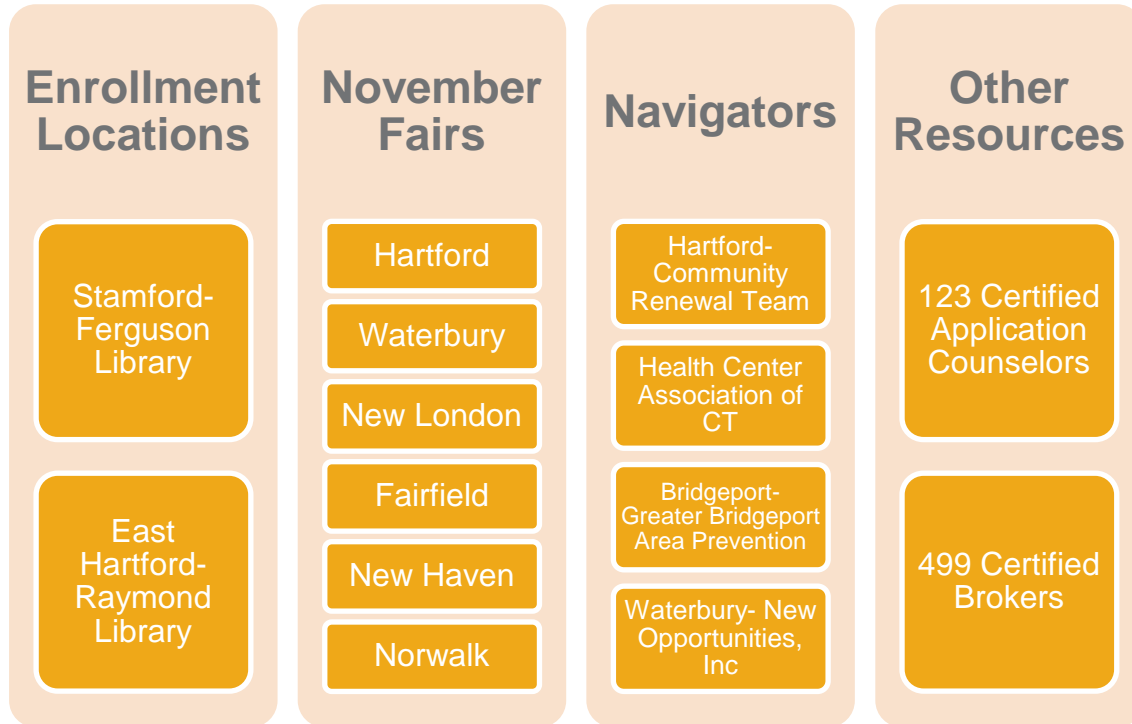 Enrollment
Locations
Stamford-
Ferguson
Library
East
Hartford-
Raymond
Library
November
Fairs
Hartford
Waterbury
New London
Fairfield
New Haven
Norwalk
Navigators
Hartford-
Community
Renewal Team
Health Center
Association of
CT
Bridgeport-
Greater Bridgeport
Area Prevention
Waterbury- New
Opportunities,
Inc
Other
Resources
123 Certified
Application
Counselors
499 Certified
Brokers